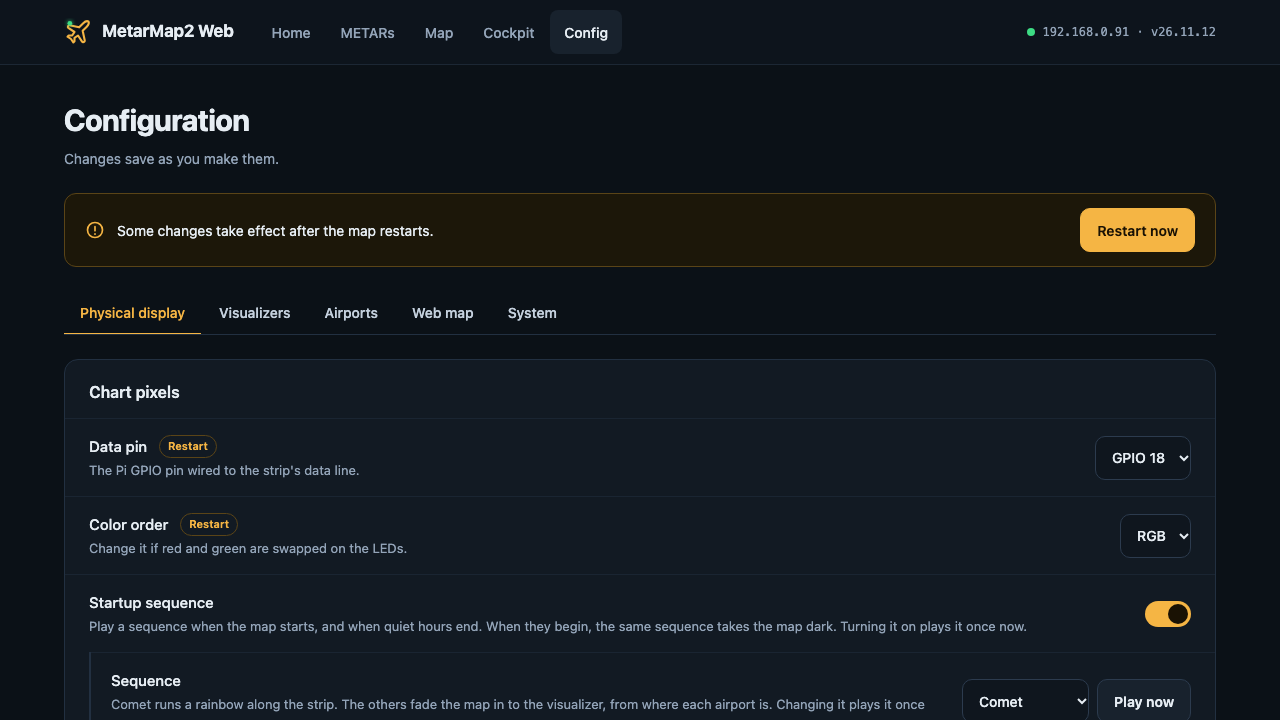 MetarMap2 Web
Home
METARs
Map
Cockpit
Config
192.168.0.91 · v26.11.12
Configuration
Changes save as you make them.
Some changes take effect after the map restarts.
Restart now
Physical display
Visualizers
Airports
Web map
System
Chart pixels
Data pin
Restart
The Pi GPIO pin wired to the strip's data line.
GPIO 18
Color order
Restart
Change it if red and green are swapped on the LEDs.
RGB
Startup sequence
Play a sequence when the map starts, and when quiet hours end. When they begin, the same sequence takes the map dark. Turning it on plays it once now.
Sequence
Comet runs a rainbow along the strip. The others fade the map in to the visualizer, from where each airport is. Changing it plays it once
Comet
Play now